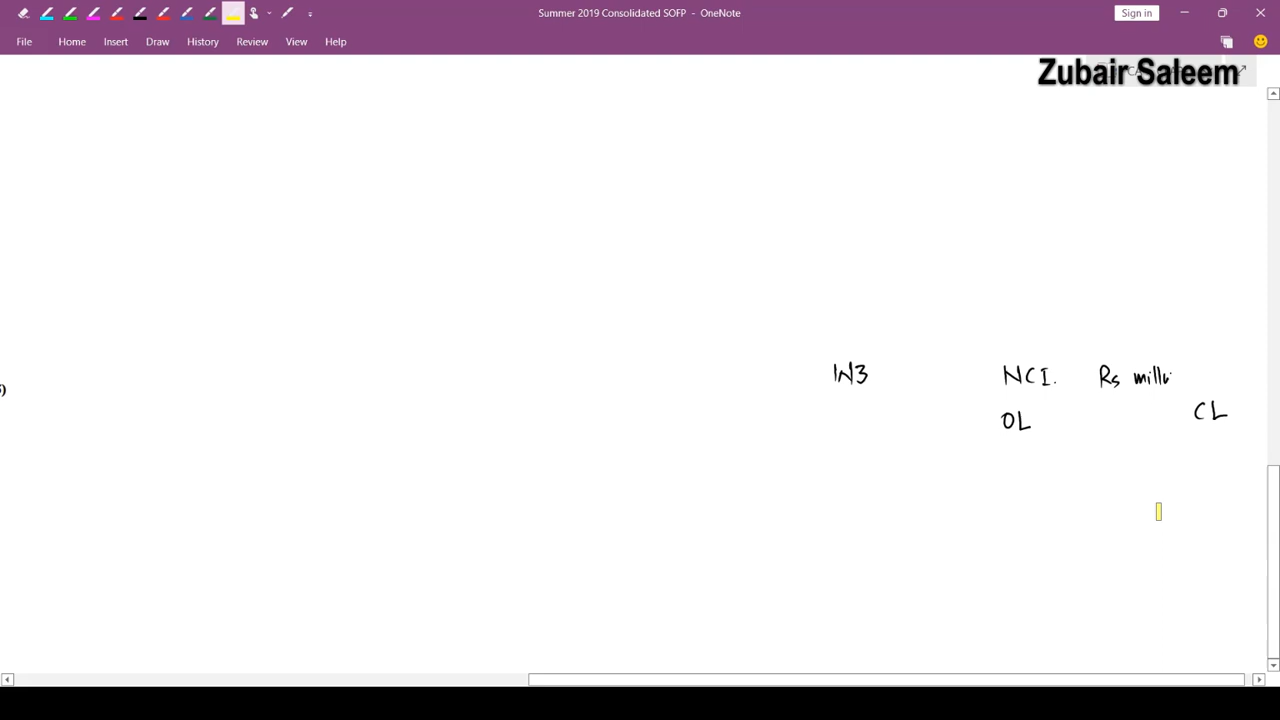 Summer 2019 Consolidated SOFP - OneNote
Sign in
File Home Insert Draw History Review View Help
Zubair Saleem
)
W3 NCI. Rs milli
OL CL